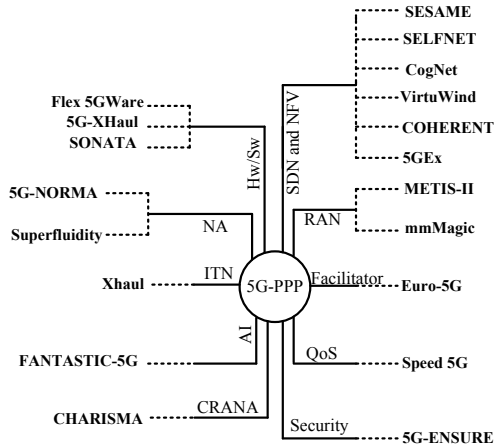 SESAME
SELFNET
CogNet
VirtuWind
COHERENT
5GEx
SDN and NFV
Flex 5GWare
5G-XHaul
SONATA
Hw/Sw
5G-NORMA
Superfluidity
NA
METIS-II
mmMagic
RAN
Xhaul
ITN
5G-PPP
Facilitator
Euro-5G
AI
FANTASTIC-5G
QoS
Speed 5G
CHARISMA
CRANA
Security
5G-ENSURE